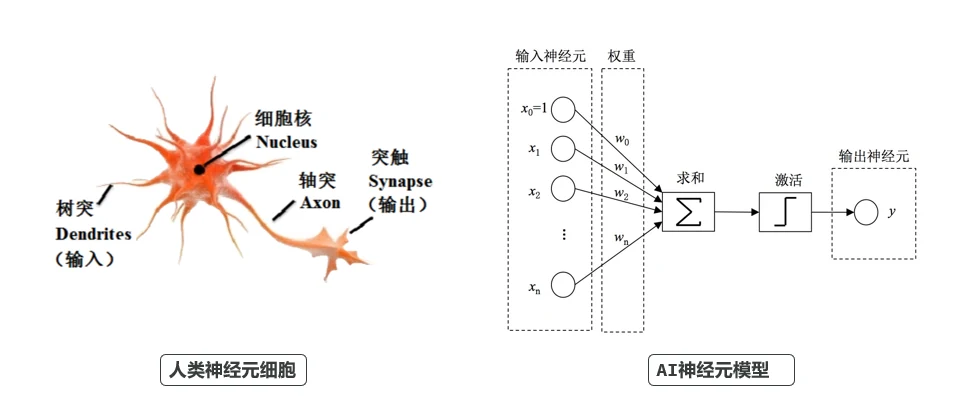 细胞核
Nucleus
突触
Synapse
（输出）
轴突
Axon
树突
Dendrites
（输入）
人类神经元细胞
输入神经元
权重
x₀=1
w₀
x₁
w₁
x₂
w₂
⋮
xₙ
wₙ
求和
∑
激活
输出神经元
y
AI神经元模型